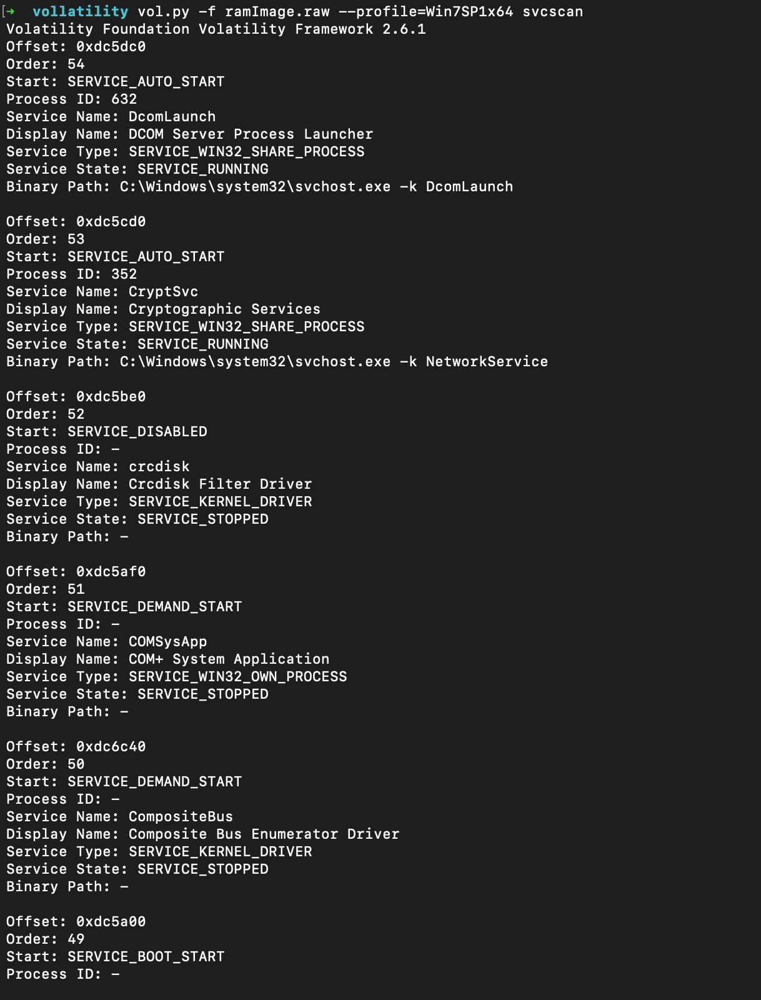 [➜  vollatility vol.py -f ramImage.raw --profile=Win7SP1x64 svcscan
Volatility Foundation Volatility Framework 2.6.1
Offset: 0xdc5dc0
Order: 54
Start: SERVICE_AUTO_START
Process ID: 632
Service Name: DcomLaunch
Display Name: DCOM Server Process Launcher
Service Type: SERVICE_WIN32_SHARE_PROCESS
Service State: SERVICE_RUNNING
Binary Path: C:\Windows\system32\svchost.exe -k DcomLaunch

Offset: 0xdc5cd0
Order: 53
Start: SERVICE_AUTO_START
Process ID: 352
Service Name: CryptSvc
Display Name: Cryptographic Services
Service Type: SERVICE_WIN32_SHARE_PROCESS
Service State: SERVICE_RUNNING
Binary Path: C:\Windows\system32\svchost.exe -k NetworkService

Offset: 0xdc5be0
Order: 52
Start: SERVICE_DISABLED
Process ID: -
Service Name: crcdisk
Display Name: Crcdisk Filter Driver
Service Type: SERVICE_KERNEL_DRIVER
Service State: SERVICE_STOPPED
Binary Path: -

Offset: 0xdc5af0
Order: 51
Start: SERVICE_DEMAND_START
Process ID: -
Service Name: COMSysApp
Display Name: COM+ System Application
Service Type: SERVICE_WIN32_OWN_PROCESS
Service State: SERVICE_STOPPED
Binary Path: -

Offset: 0xdc6c40
Order: 50
Start: SERVICE_DEMAND_START
Process ID: -
Service Name: CompositeBus
Display Name: Composite Bus Enumerator Driver
Service Type: SERVICE_KERNEL_DRIVER
Service State: SERVICE_STOPPED
Binary Path: -

Offset: 0xdc5a00
Order: 49
Start: SERVICE_BOOT_START
Process ID: -